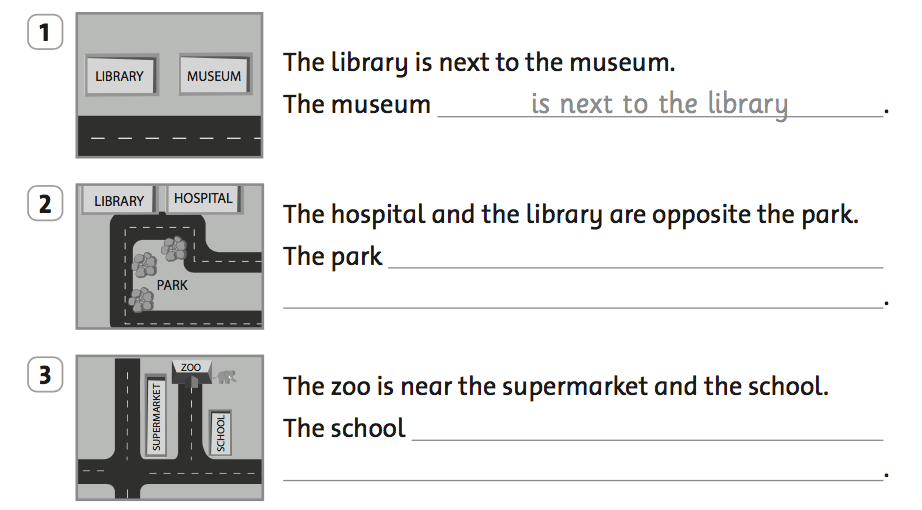 1
LIBRARY MUSEUM
The library is next to the museum.
The museum is next to the library.
2
LIBRARY HOSPITAL
PARK
The hospital and the library are opposite the park.
The park
.
3
ZOO
SUPERMARKET
SCHOOL
The zoo is near the supermarket and the school.
The school
.